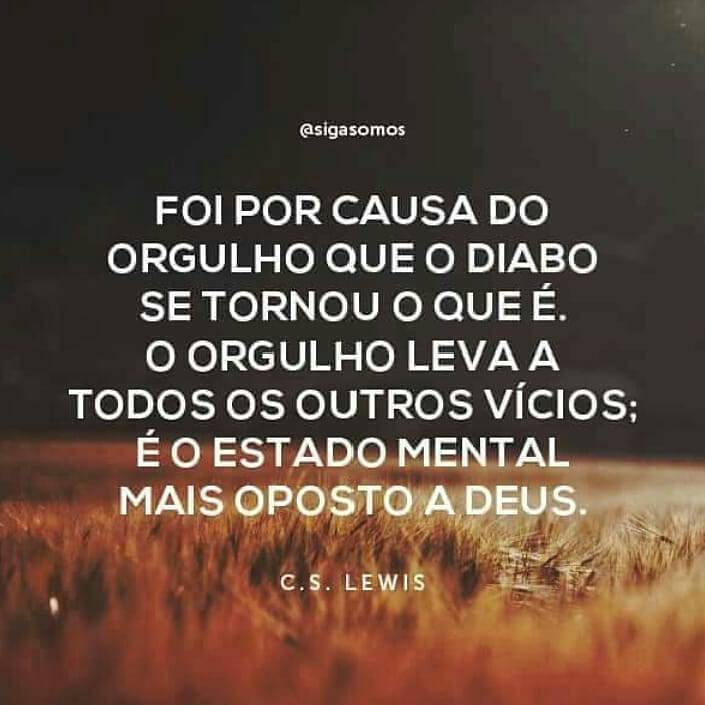 @sigasomos
FOI POR CAUSA DO
ORGULHO QUE O DIABO
SE TORNOU O QUE É.
O ORGULHO LEVA A
TODOS OS OUTROS VÍCIOS;
É O ESTADO MENTAL
MAIS OPOSTO A DEUS.
C.S. LEWIS